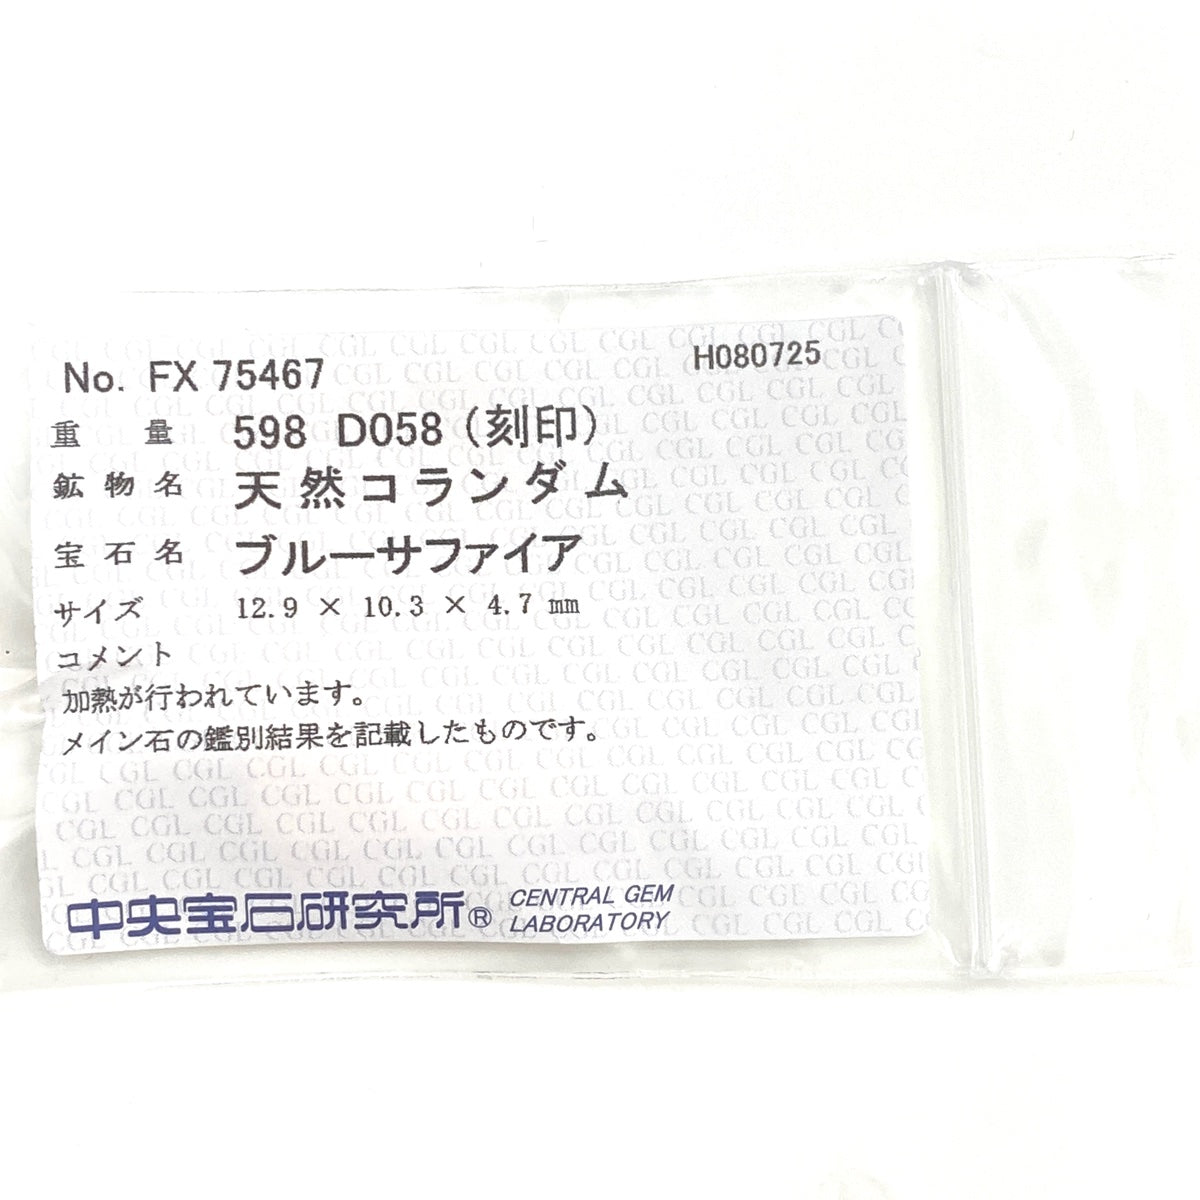 No. FX 75467
H080725
重量 598 D058 (刻印)
鉱物名 天然コランダム
宝石名 ブルーサファイア
サイズ 12.9 × 10.3 × 4.7 mm
コメント
加熱が行われています。
メイン石の鑑別結果を記載したものです。
中央宝石研究所® CENTRAL GEM
LABORATORY